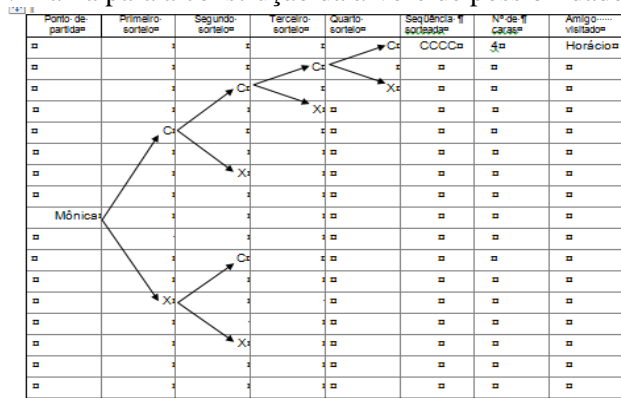 Ponto de partida¤ Primeiro sorteio¤ Segundo sorteio¤ Terceiro sorteio¤ Quarto sorteio¤ Seqüência ¶ sorteada¤ Nº de ¶ caras¤ Amigo visitado¤
C¤ CCCC¤ 4¤ Horácio¤
C¤
C¤ X¤
X¤
C¤
X¤
Mônica¤
C¤
X¤
X¤